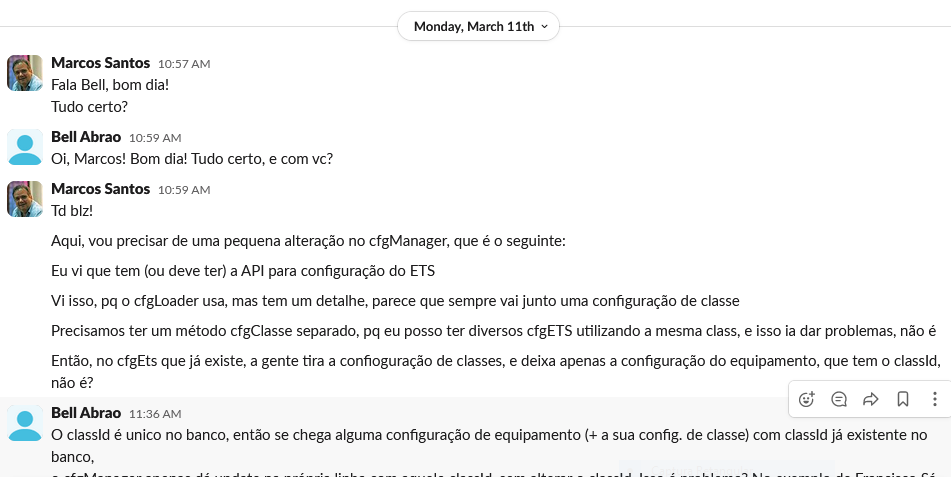 Monday, March 11th
Marcos Santos 10:57 AM
Fala Bell, bom dia!
Tudo certo?
Bell Abrao 10:59 AM
Oi, Marcos! Bom dia! Tudo certo, e com vc?
Marcos Santos 10:59 AM
Td blz!
Aqui, vou precisar de uma pequena alteração no cfgManager, que é o seguinte:
Eu vi que tem (ou deve ter) a API para configuração do ETS
Vi isso, pq o cfgLoader usa, mas tem um detalhe, parece que sempre vai junto uma configuração de classe
Precisamos ter um método cfgClasse separado, pq eu posso ter diversos cfgETS utilizando a mesma class, e isso ia dar problemas, não é
Então, no cfgEts que já existe, a gente tira a confioguração de classes, e deixa apenas a configuração do equipamento, que tem o classId,
não é?
Bell Abrao 11:36 AM
O classId é unico no banco, então se chega alguma configuração de equipamento (+ a sua config. de classe) com classId já existente no
banco,